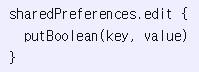 sharedPreferences.edit {
  putBoolean(key, value)
}